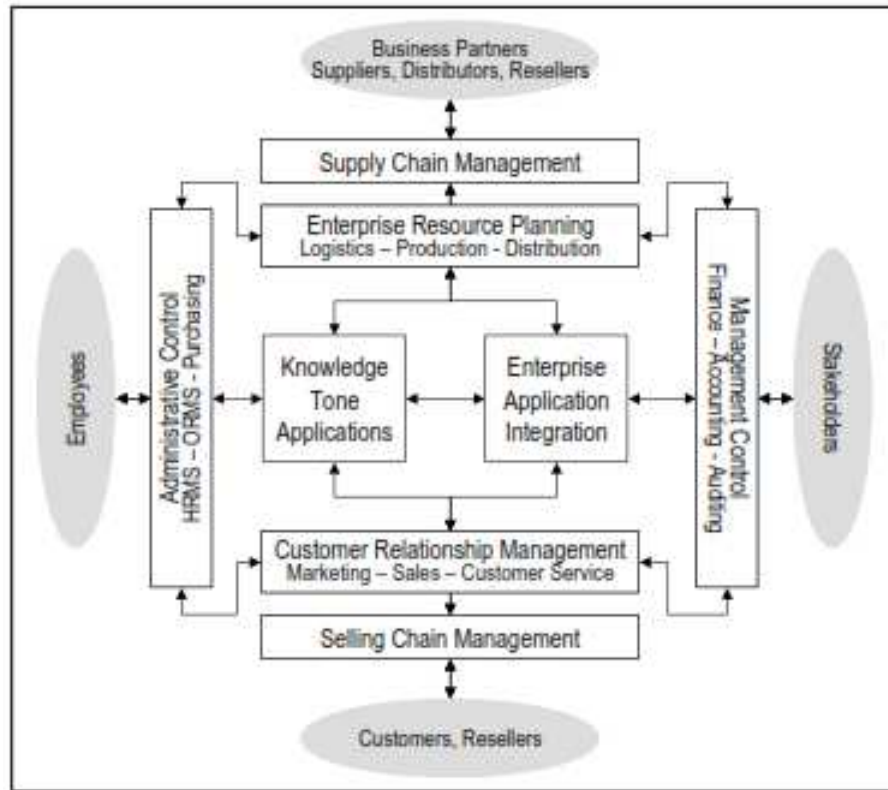 Business Partners
Suppliers, Distributors, Resellers
Supply Chain Management
Enterprise Resource Planning
Logistics – Production - Distribution
Employees
Administrative Control
HRMS – ORMS - Purchasing
Knowledge
Tone
Applications
Enterprise
Application
Integration
Management Control
Finance – Accounting - Auditing
Stakeholders
Customer Relationship Management
Marketing – Sales – Customer Service
Selling Chain Management
Customers, Resellers